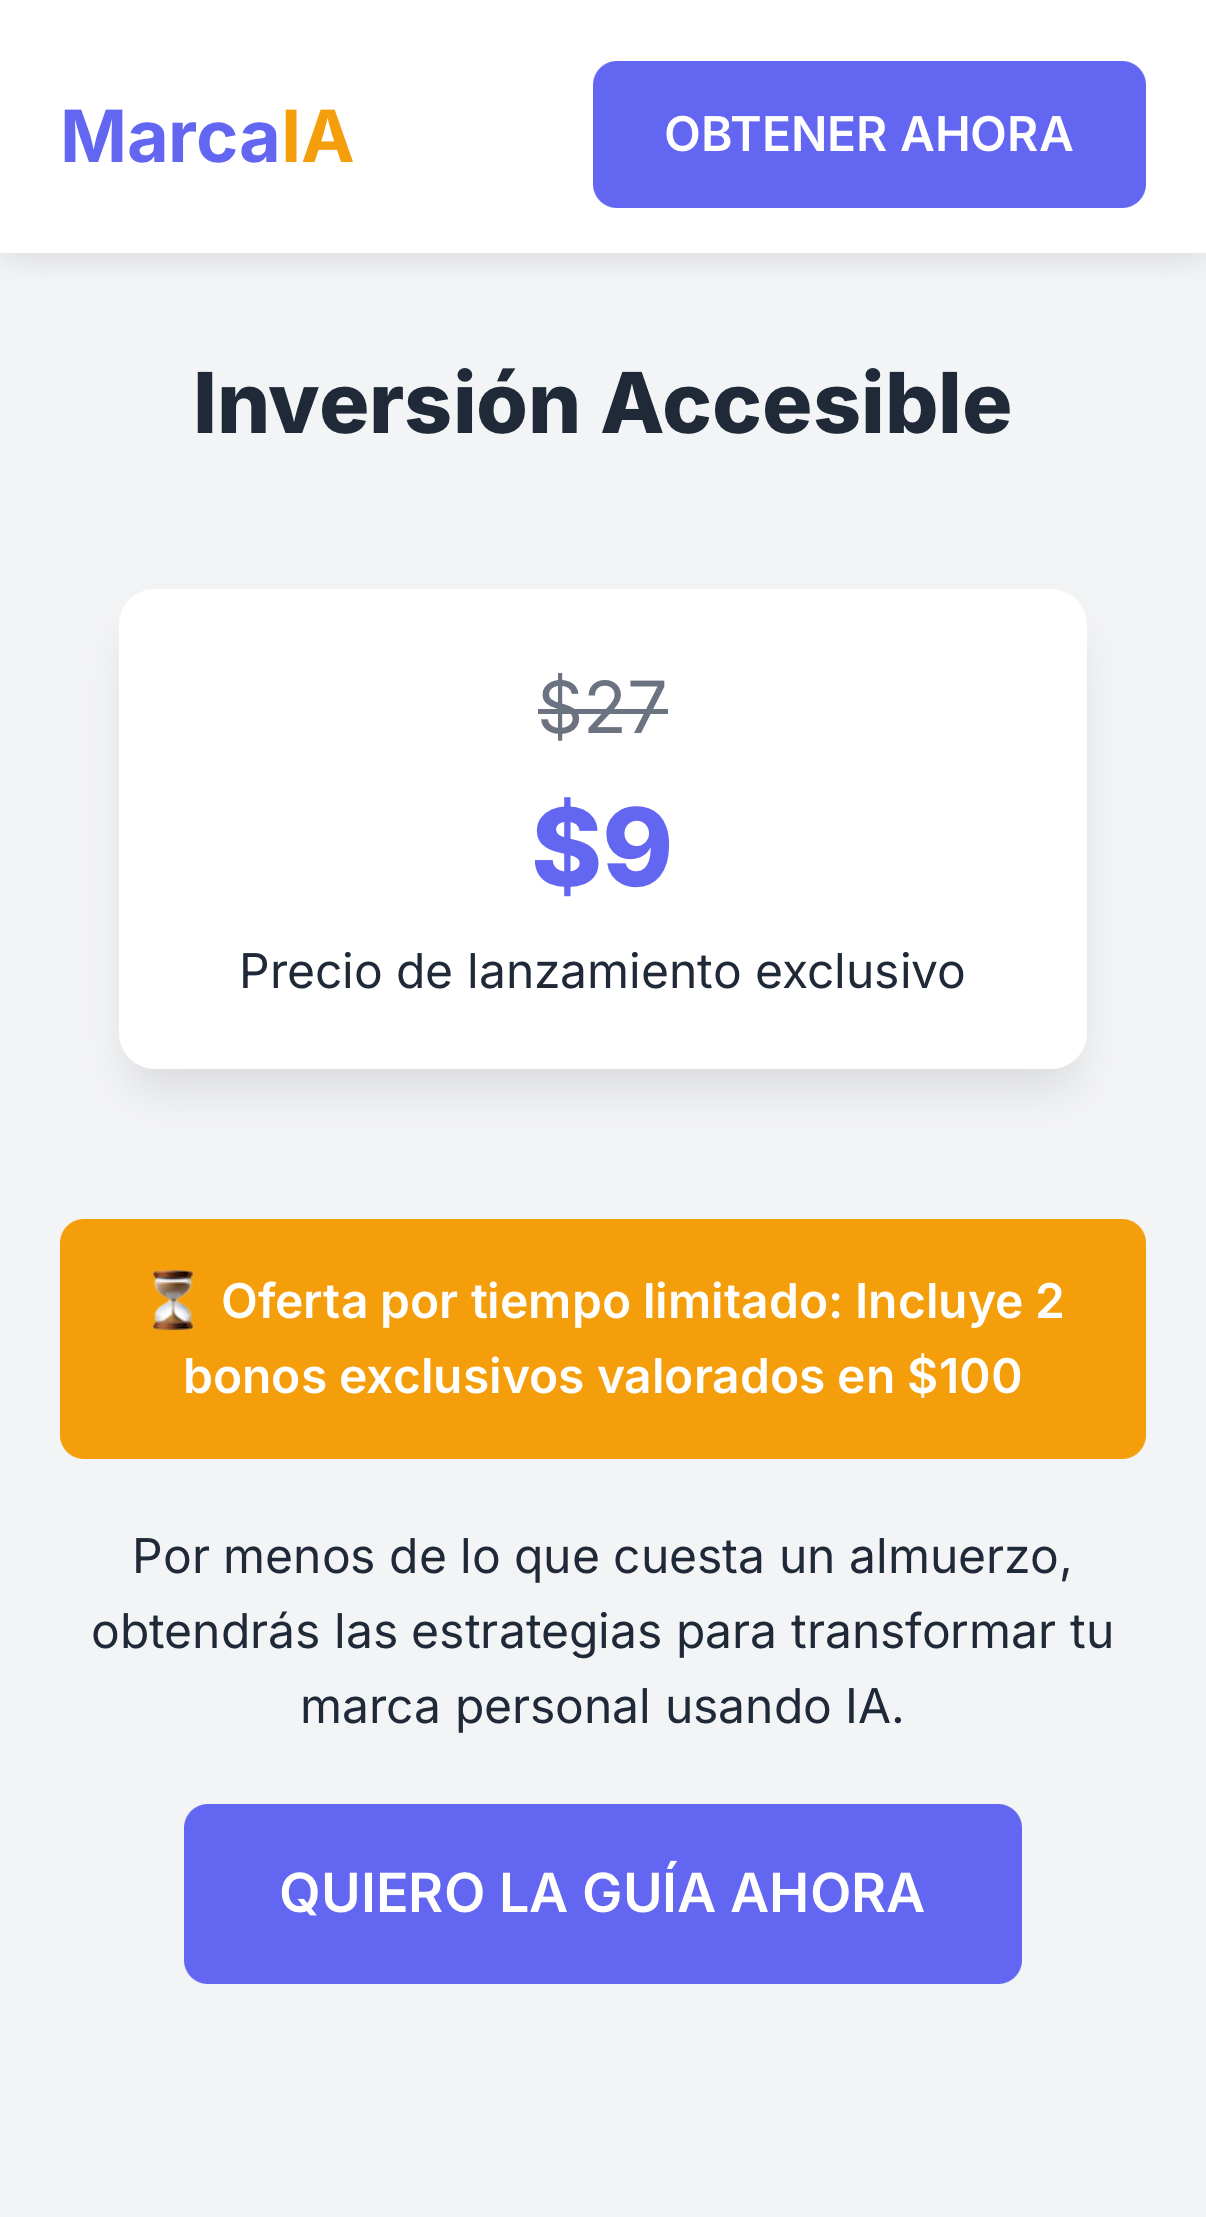 MarcaIA
OBTENER AHORA
Inversión Accesible
$27
$9
Precio de lanzamiento exclusivo
⏳ Oferta por tiempo limitado: Incluye 2
bonos exclusivos valorados en $100
Por menos de lo que cuesta un almuerzo,
obtendrás las estrategias para transformar tu
marca personal usando IA.
QUIERO LA GUÍA AHORA